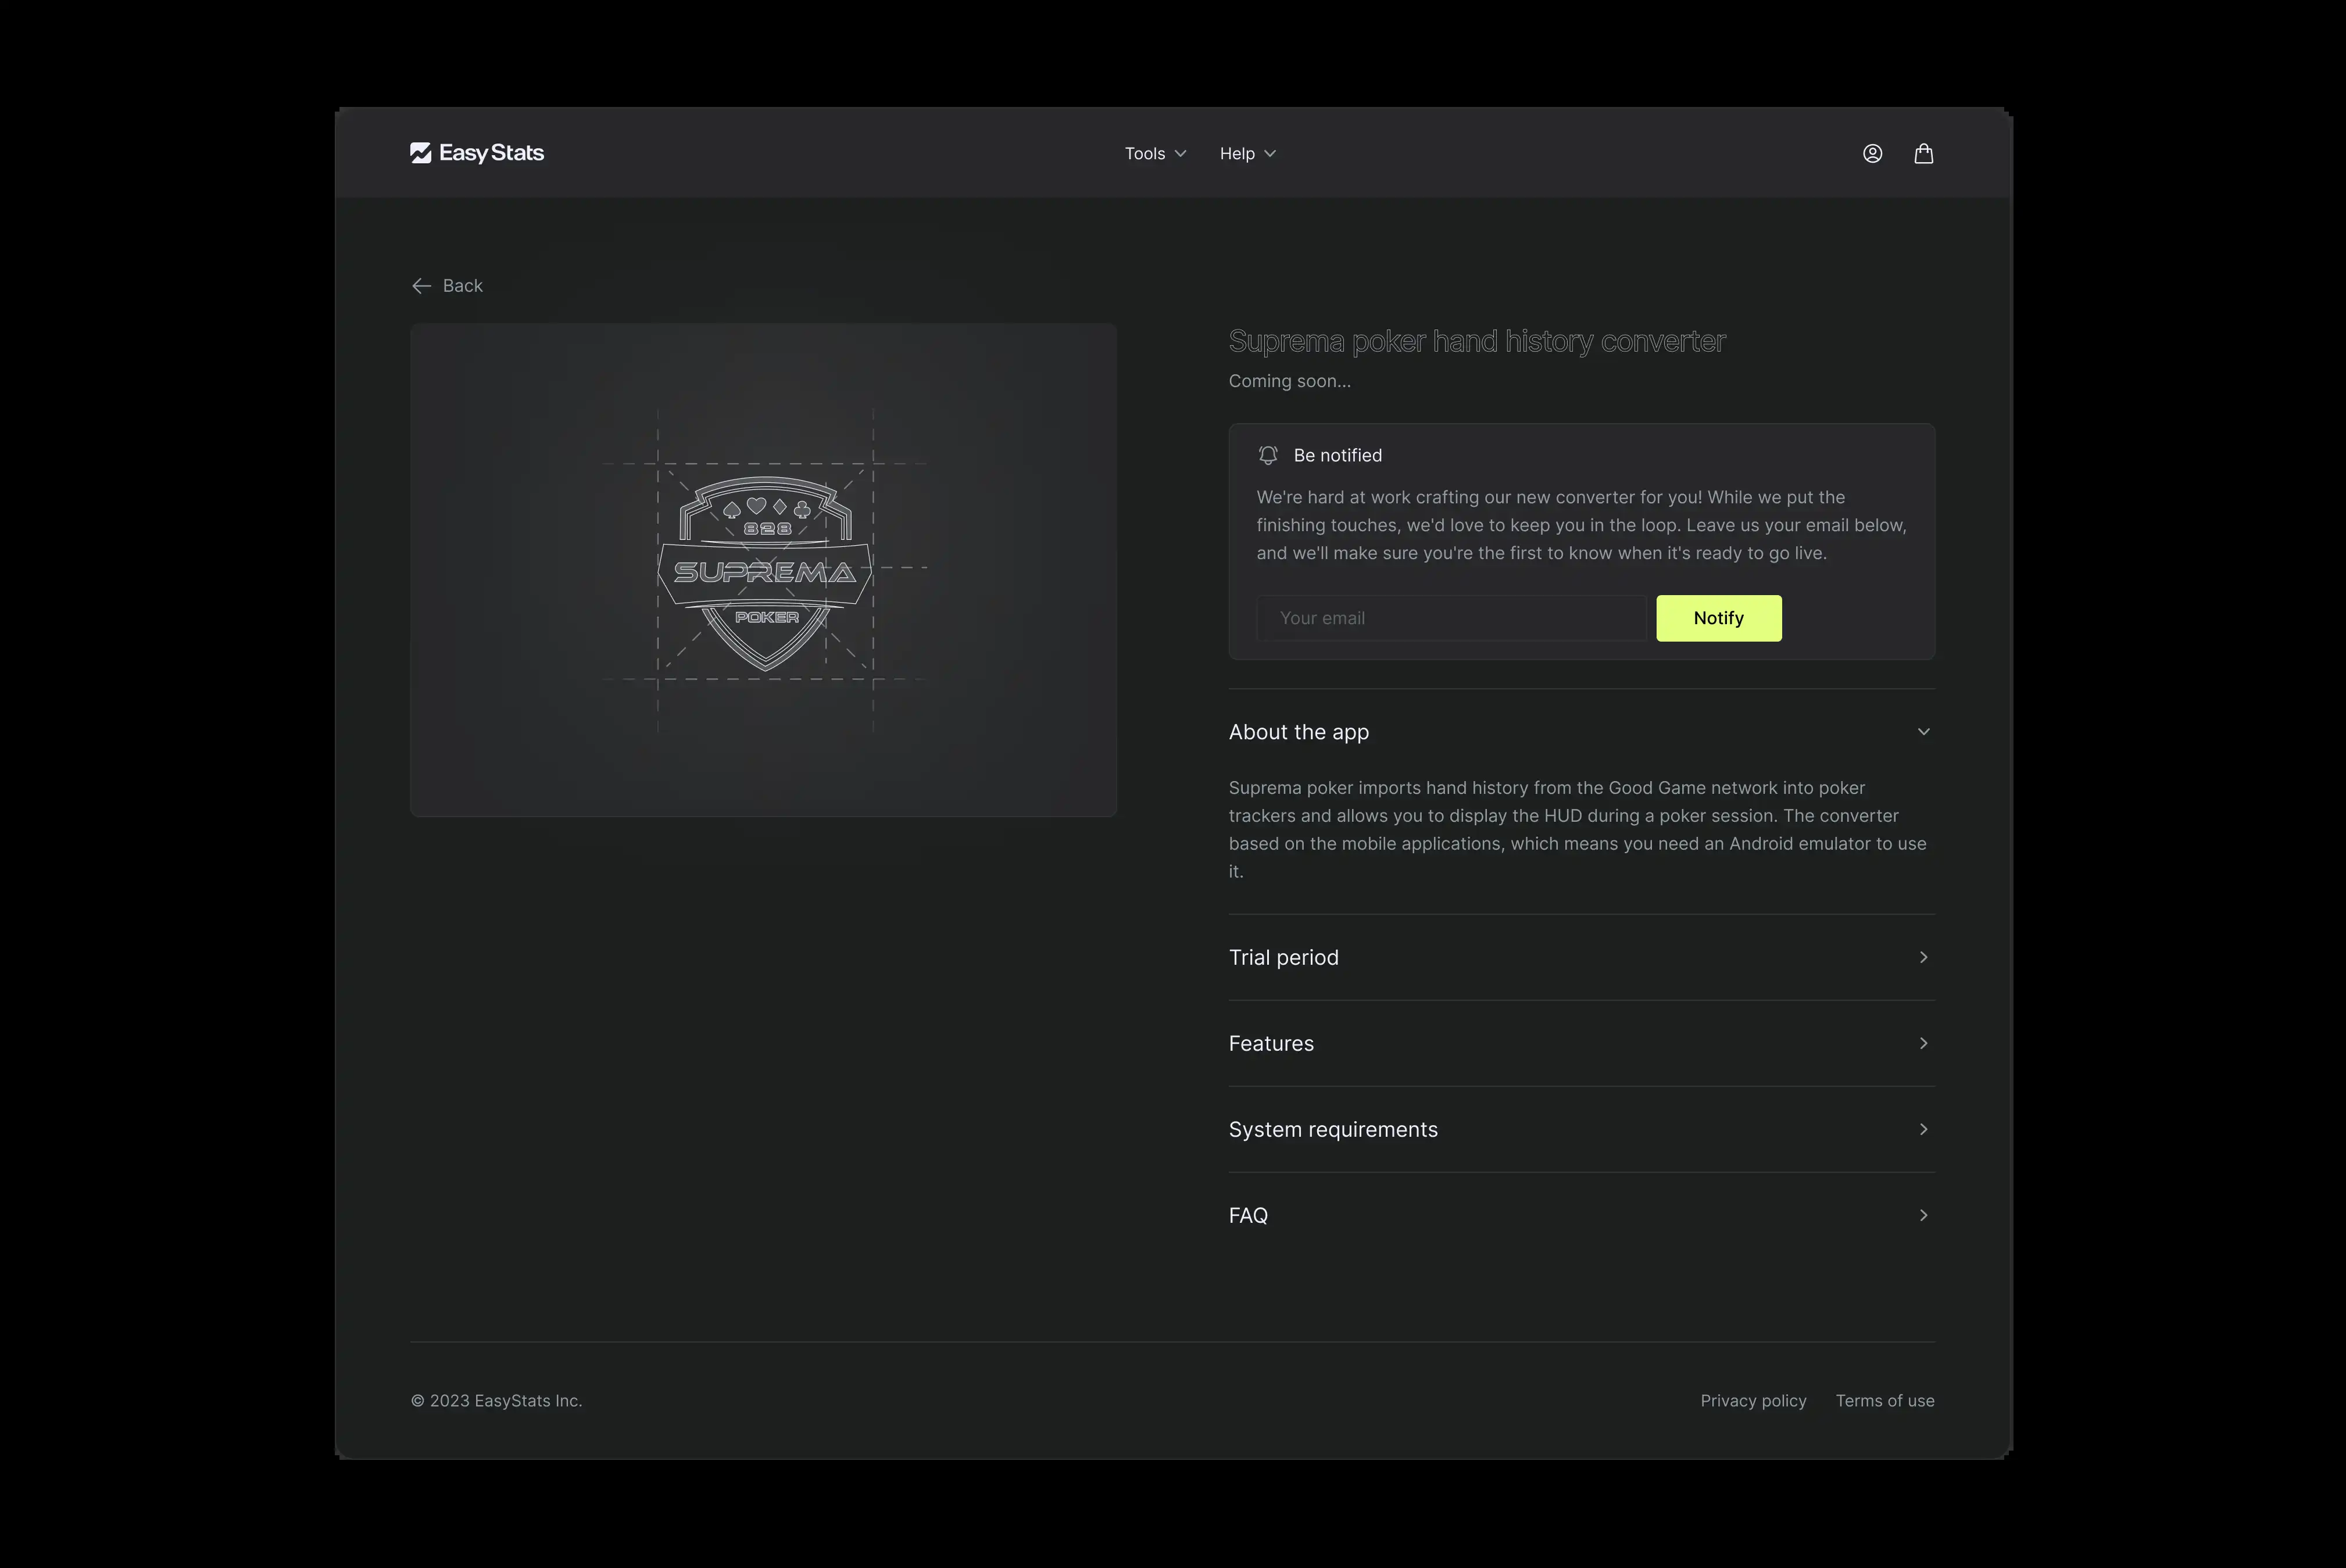 Easy Stats
Tools
Help
Back
828
SUPREMA
POKER
Suprema poker hand history converter
Coming soon...
Be notified
We're hard at work crafting our new converter for you! While we put the
finishing touches, we'd love to keep you in the loop. Leave us your email below,
and we'll make sure you're the first to know when it's ready to go live.
Your email
Notify
About the app
Suprema poker imports hand history from the Good Game network into poker
trackers and allows you to display the HUD during a poker session. The converter
based on the mobile applications, which means you need an Android emulator to use
it.
Trial period
Features
System requirements
FAQ
© 2023 EasyStats Inc.
Privacy policy
Terms of use